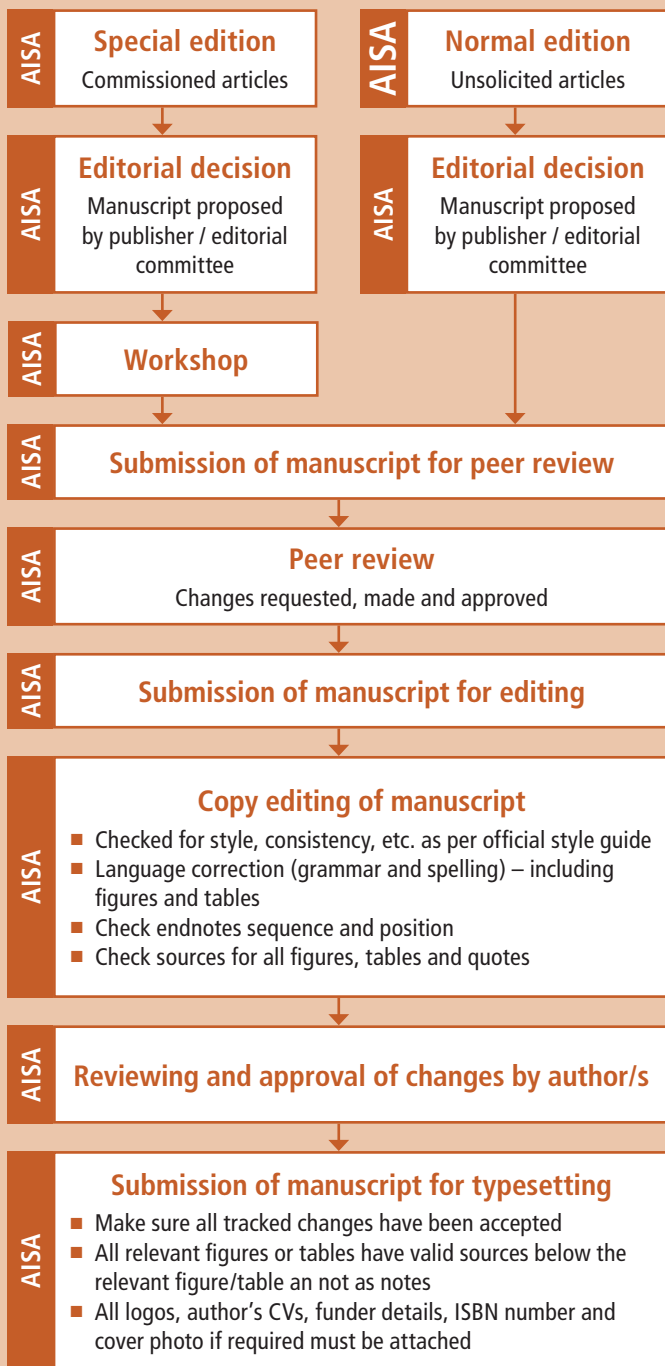 AISA
Special edition
Commissioned articles
AISA
Normal edition
Unsolicited articles
AISA
Editorial decision
Manuscript proposed
by publisher / editorial
committee
AISA
Editorial decision
Manuscript proposed
by publisher / editorial
committee
AISA
Workshop
AISA
Submission of manuscript for peer review
AISA
Peer review
Changes requested, made and approved
AISA
Submission of manuscript for editing
AISA
Copy editing of manuscript
■ Checked for style, consistency, etc. as per official style guide
■ Language correction (grammar and spelling) – including
figures and tables
■ Check endnotes sequence and position
■ Check sources for all figures, tables and quotes
AISA
Reviewing and approval of changes by author/s
AISA
Submission of manuscript for typesetting
■ Make sure all tracked changes have been accepted
■ All relevant figures or tables have valid sources below the
relevant figure/table an not as notes
■ All logos, author's CVs, funder details, ISBN number and
cover photo if required must be attached